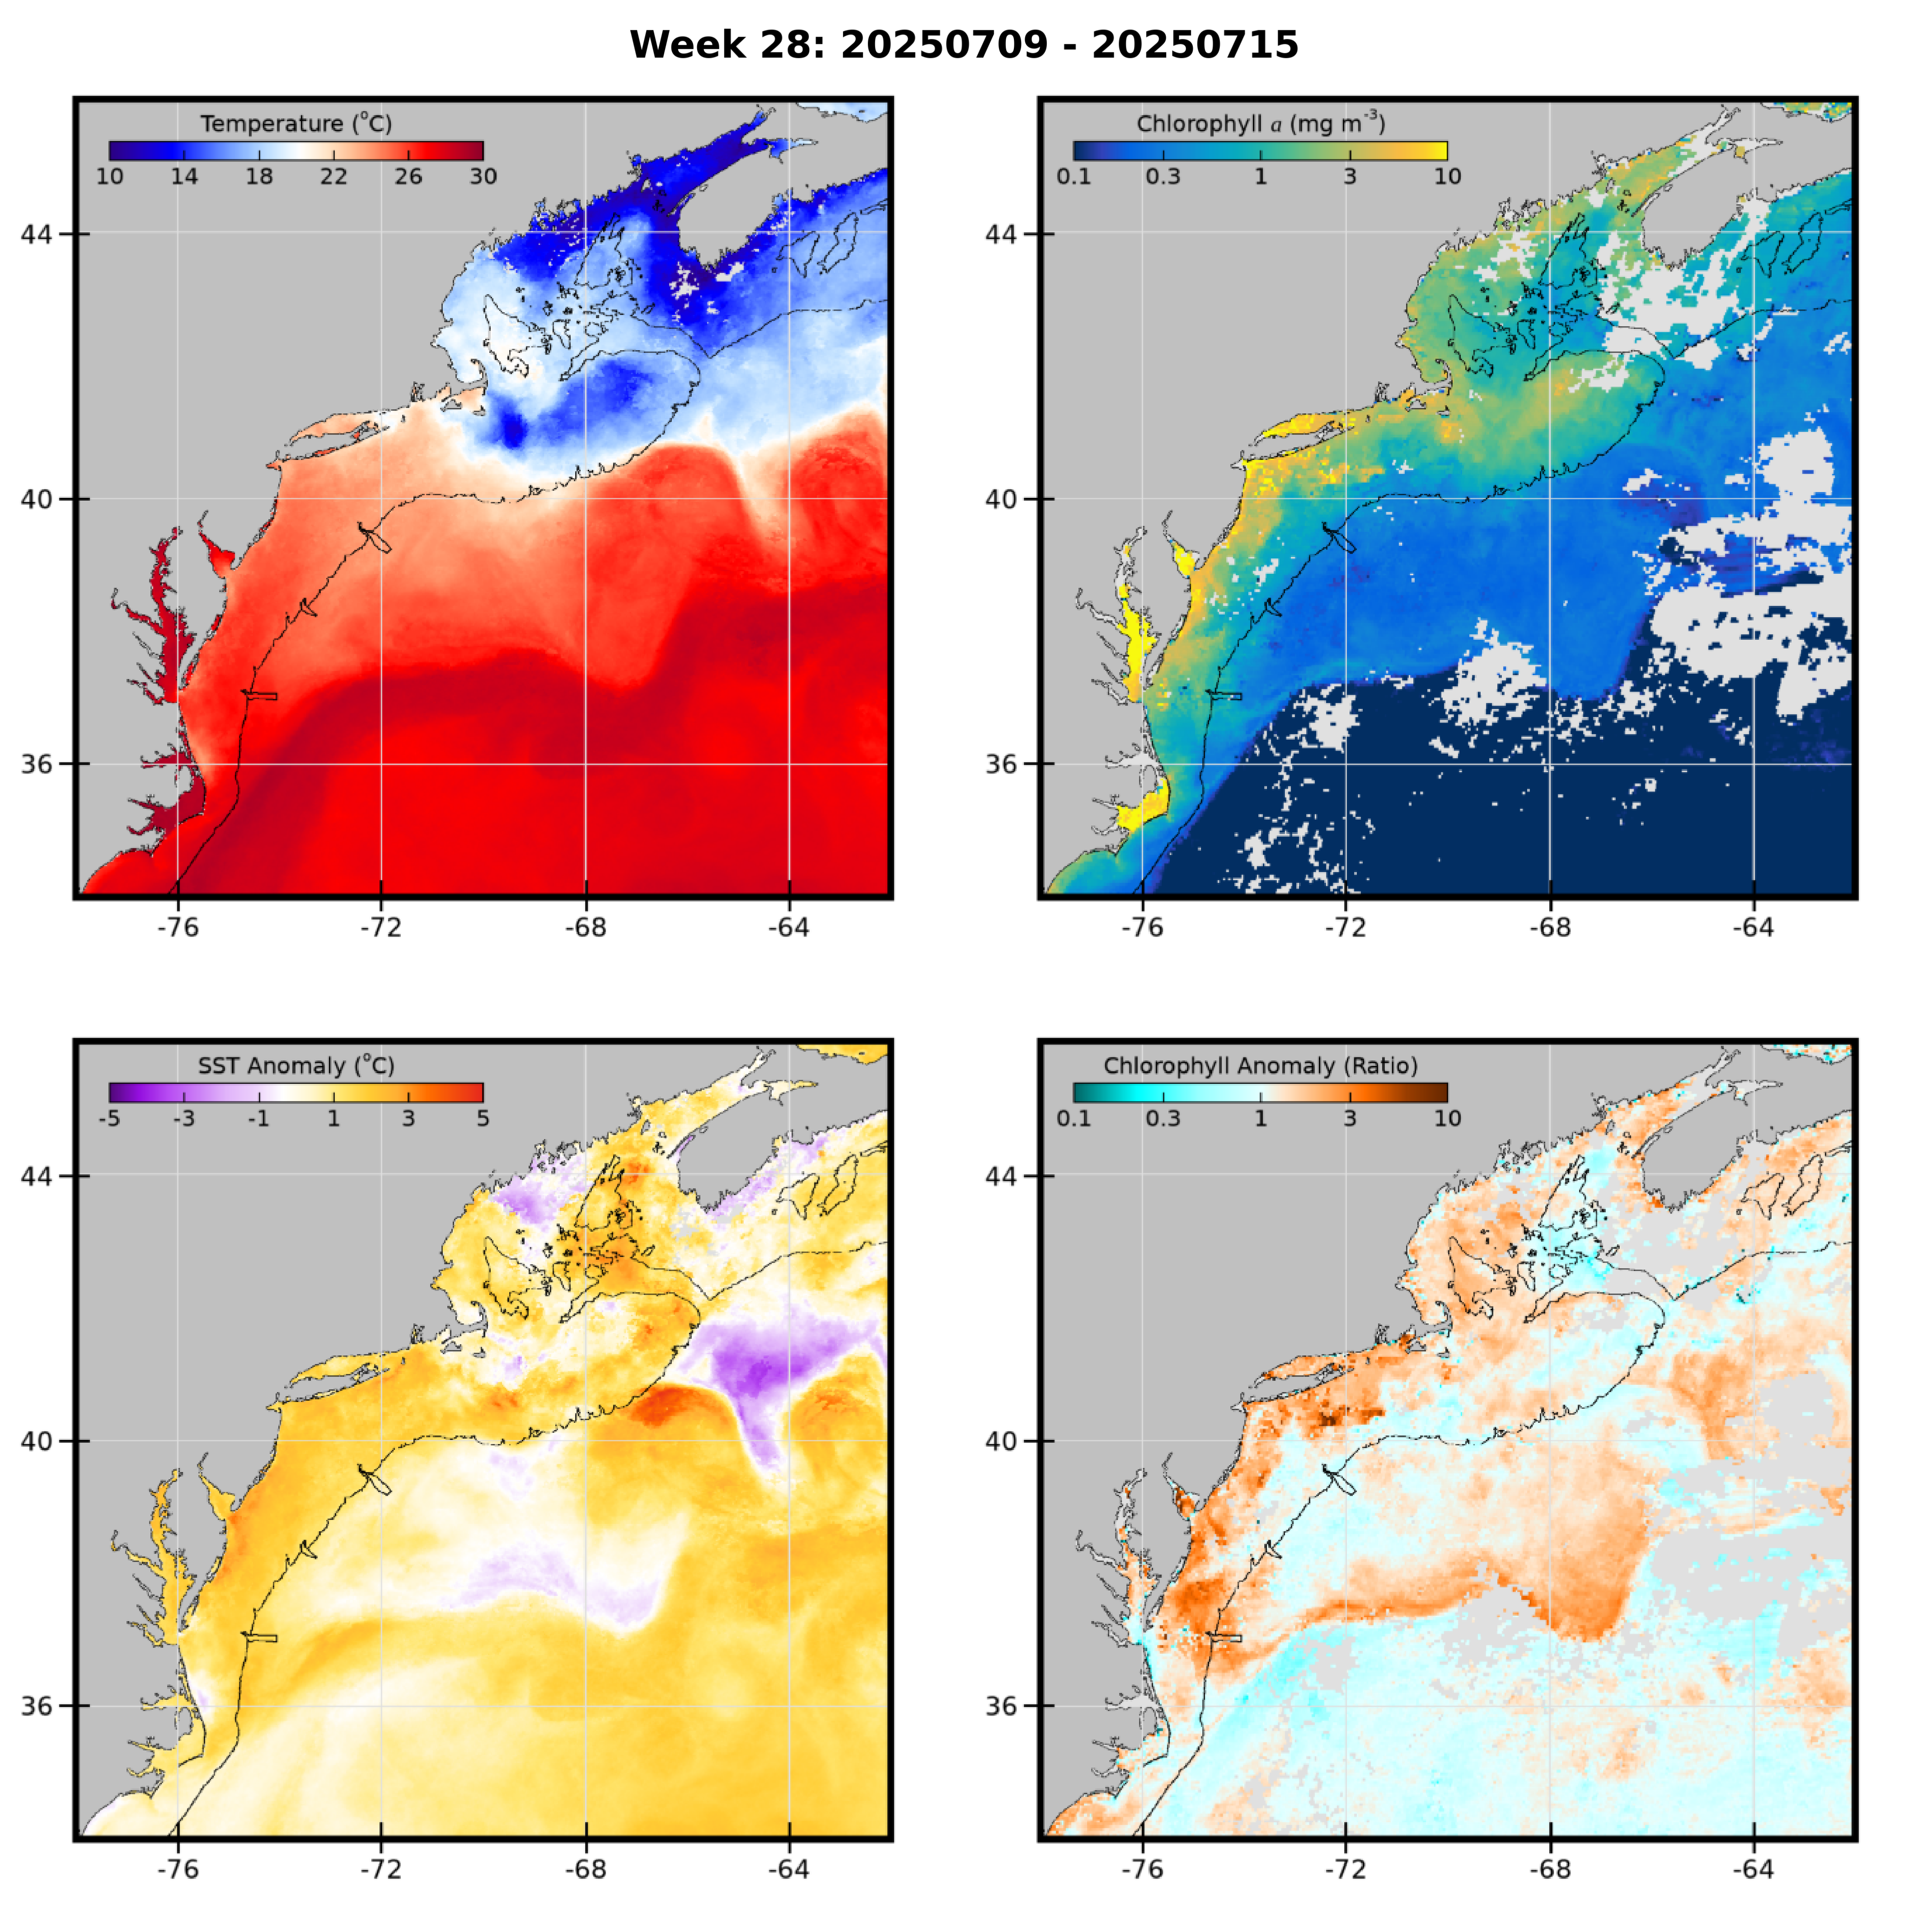 Week 28: 20250709 - 20250715
Temperature (°C)
10 14 18 22 26 30
44
40
36
-76 -72 -68 -64
Chlorophyll a (mg m⁻³)
0.1 0.3 1 3 10
44
40
36
-76 -72 -68 -64
SST Anomaly (°C)
-5 -3 -1 1 3 5
44
40
36
-76 -72 -68 -64
Chlorophyll Anomaly (Ratio)
0.1 0.3 1 3 10
44
40
36
-76 -72 -68 -64